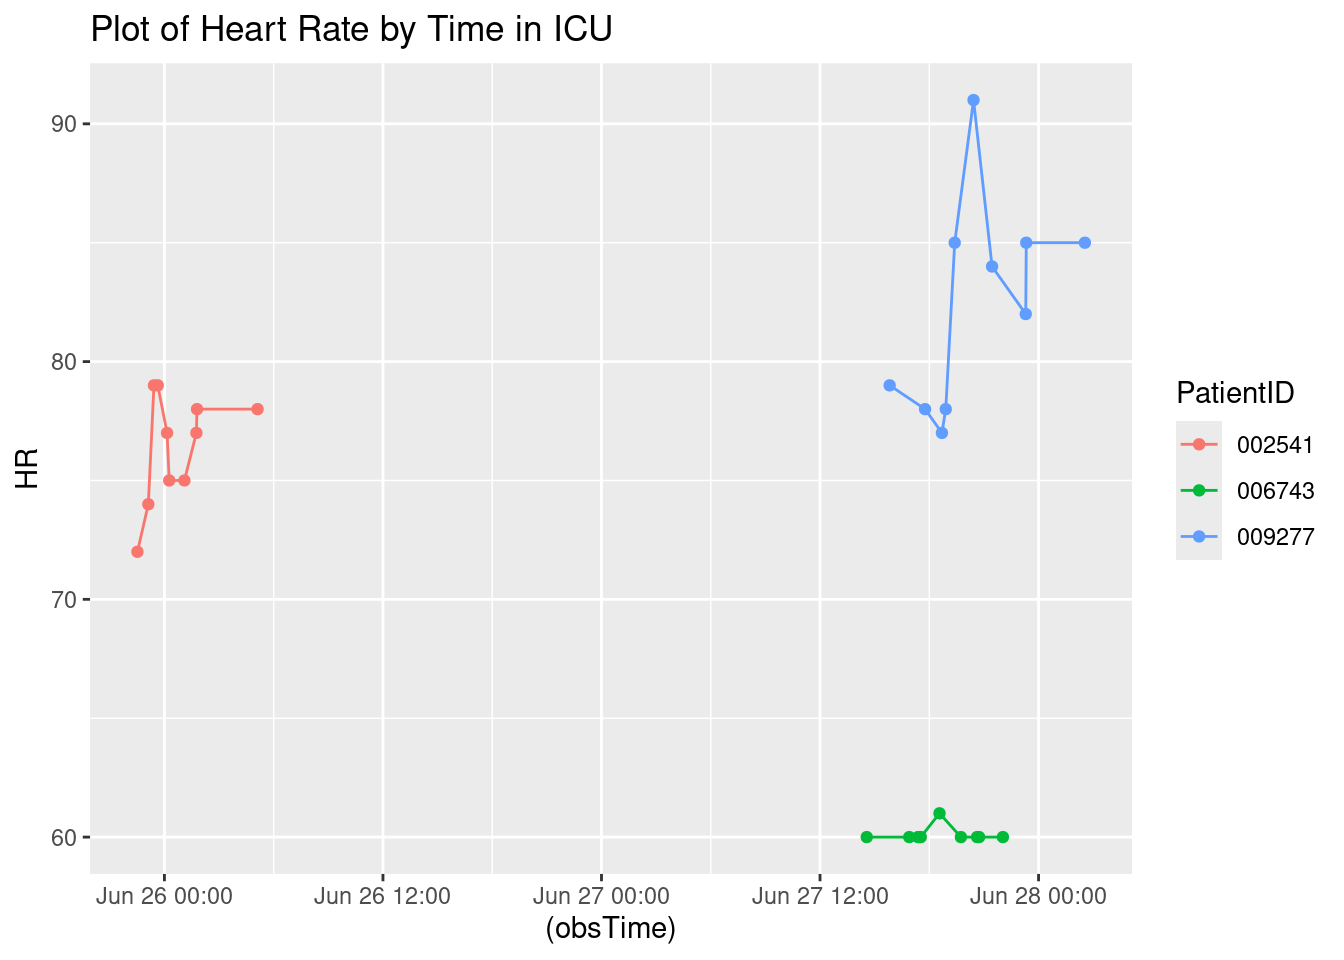 Plot of Heart Rate by Time in ICU
90
80
70
60
HR
Jun 26 00:00 Jun 26 12:00 Jun 27 00:00 Jun 27 12:00 Jun 28 00:00
(obsTime)
PatientID
002541
006743
009277